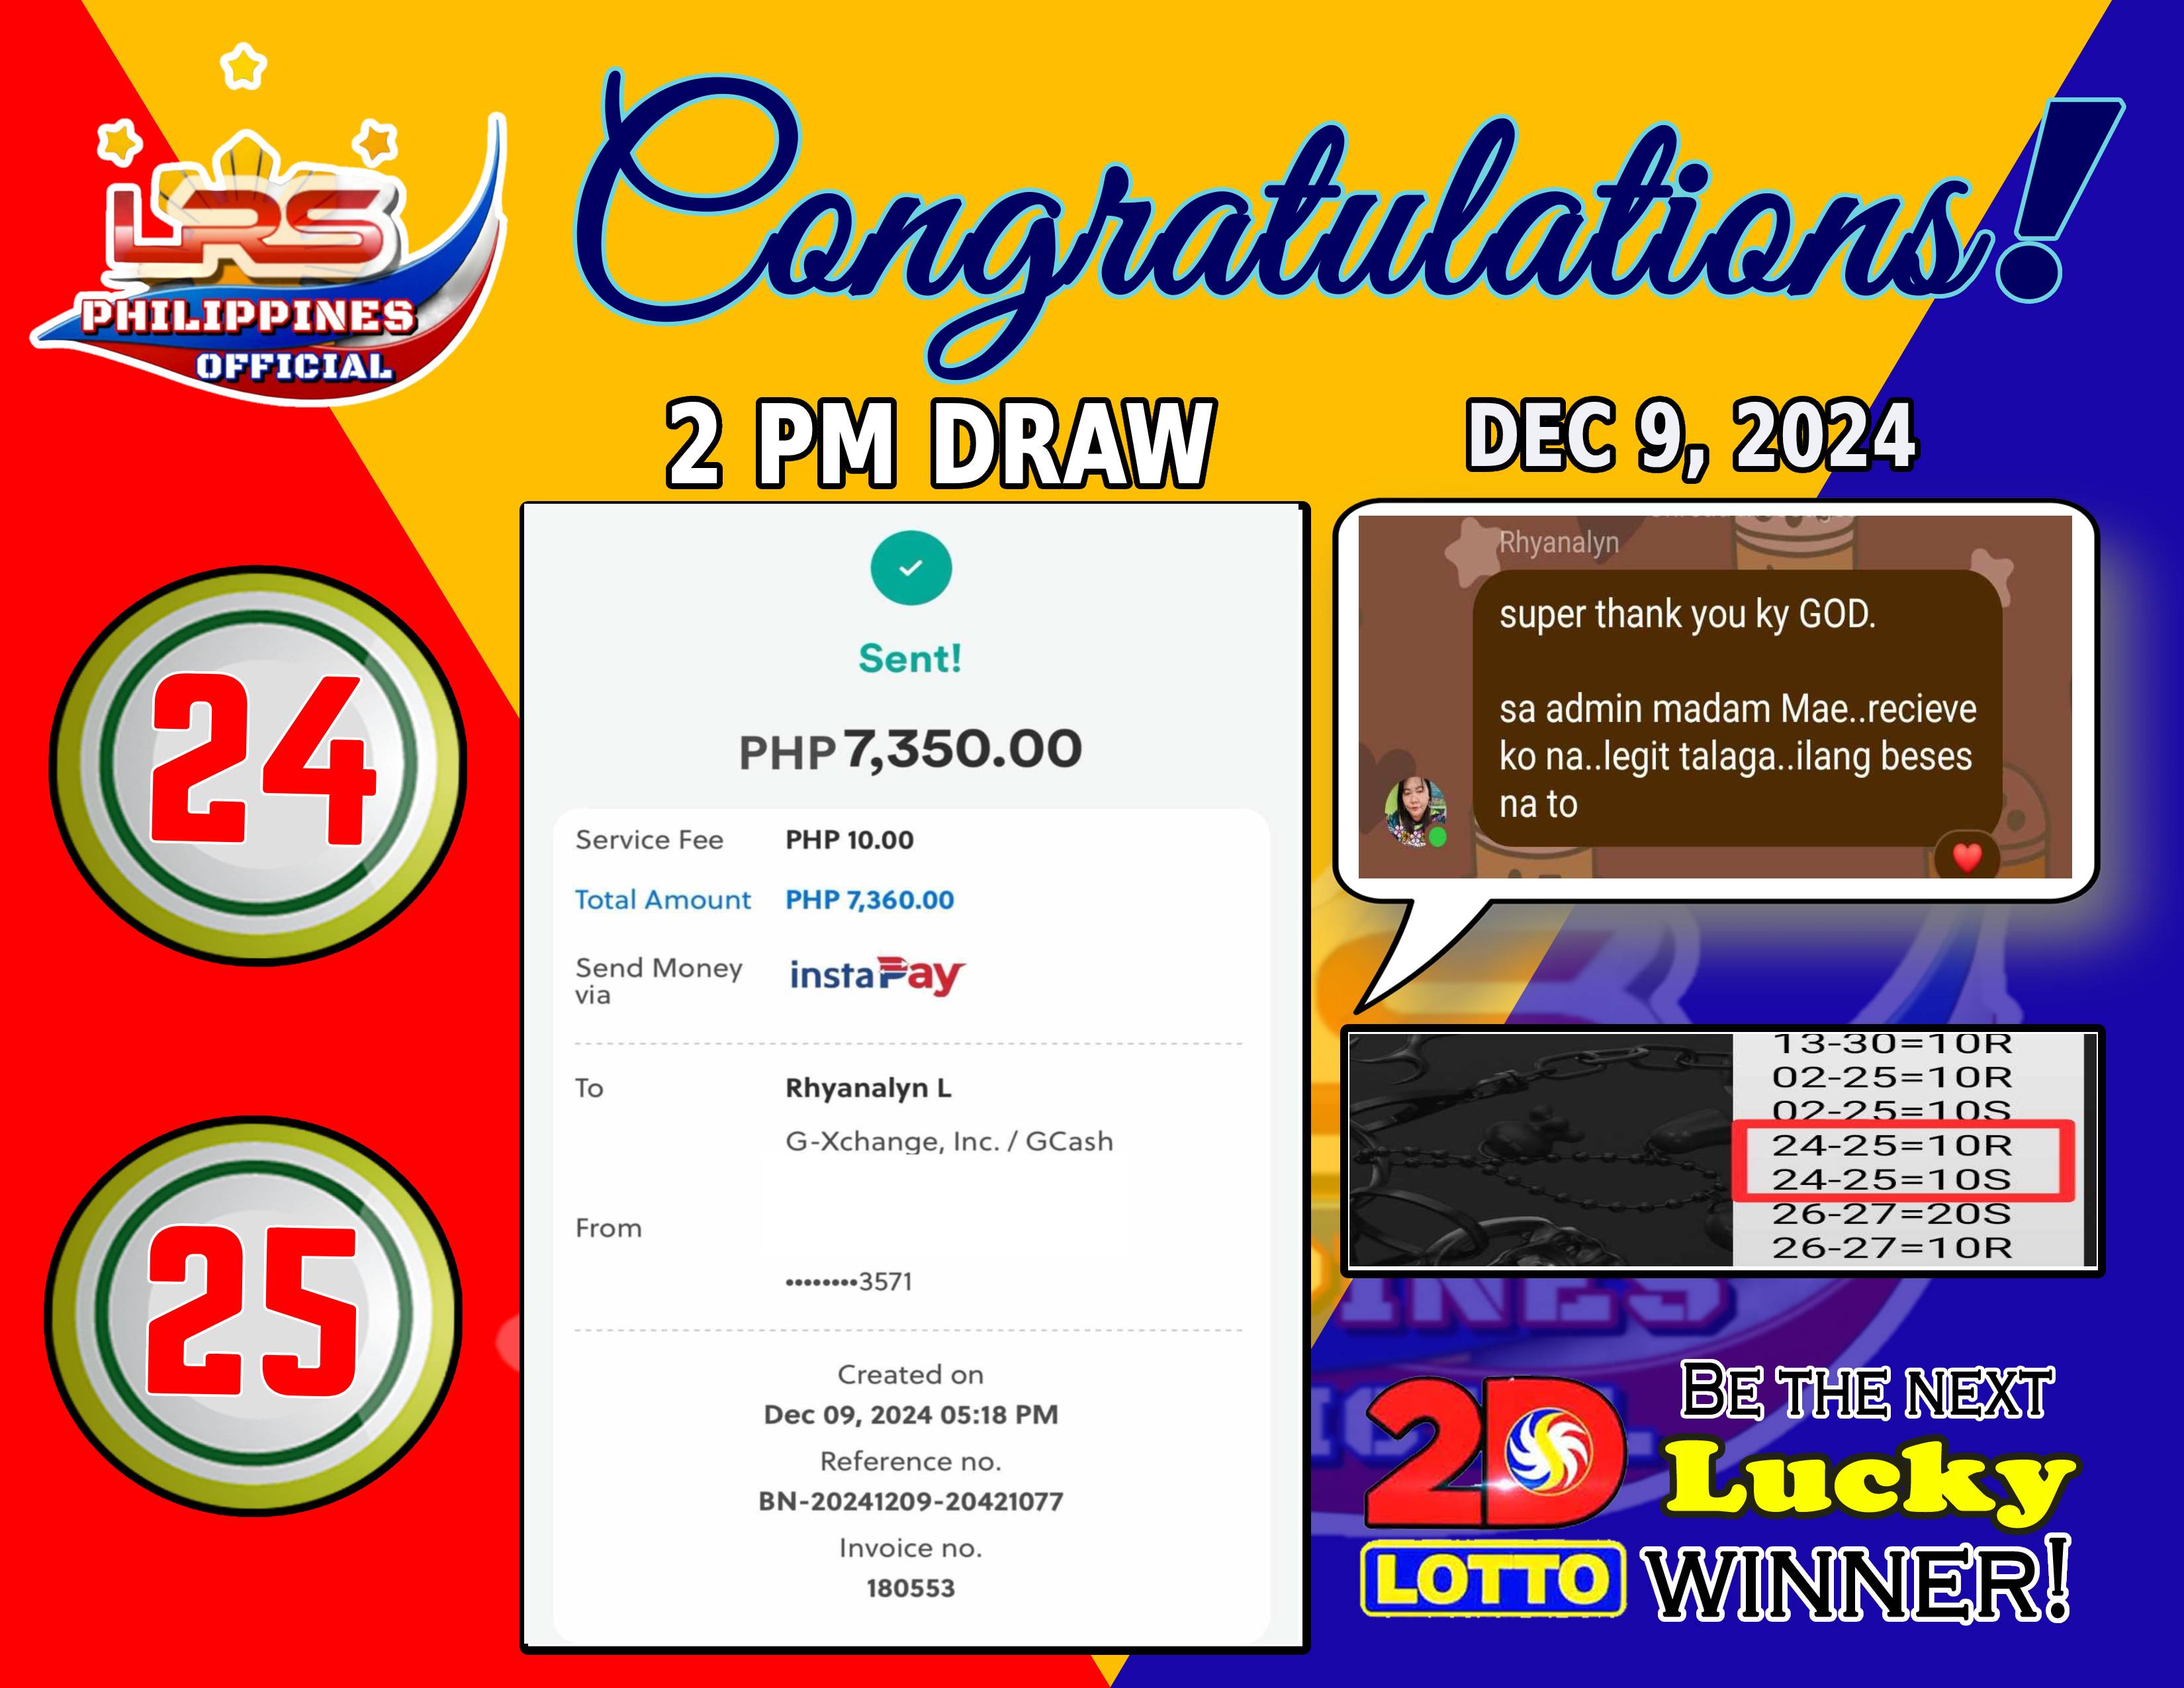 LRS
PHILIPPINES
OFFICIAL
Congratulations!
2 PM DRAW
DEC 9, 2024
24
25
Sent!
PHP 7,350.00
Service Fee PHP 10.00
Total Amount PHP 7,360.00
Send Money via instaPay
To Rhyanalyn L
G-Xchange, Inc. / GCash
From
••••••••3571
Created on
Dec 09, 2024 05:18 PM
Reference no.
BN-20241209-20421077
Invoice no.
180553
Rhyanalyn
super thank you ky GOD.
sa admin madam Mae..recieve
ko na..legit talaga..ilang beses
na to
13-30=10R
02-25=10R
02-25=10S
24-25=10R
24-25=10S
26-27=20S
26-27=10R
2D
LOTTO
BE THE NEXT
Lucky
WINNER!